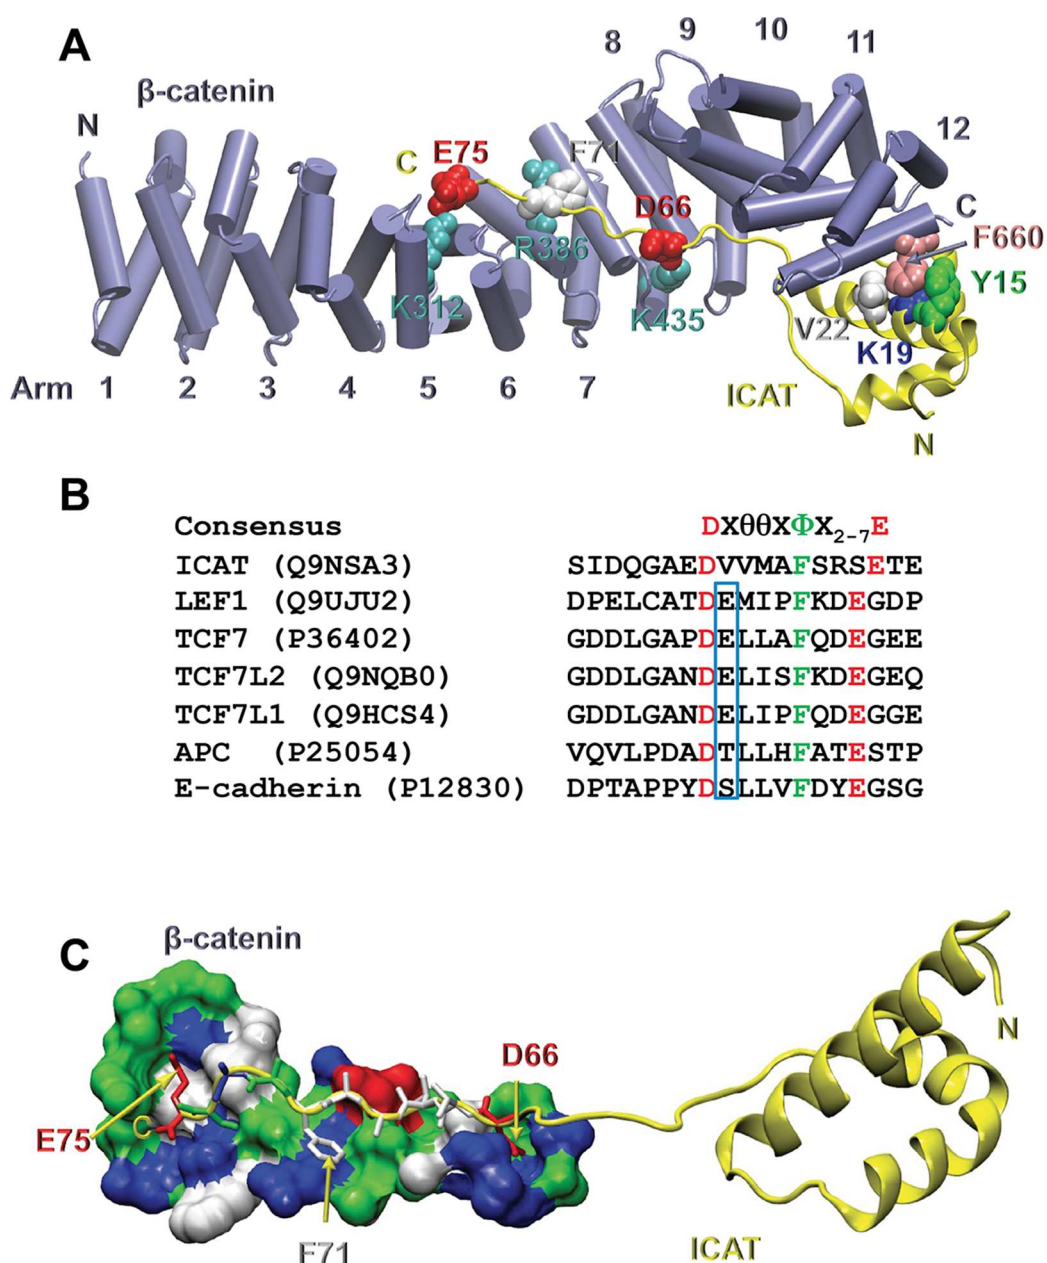 A
β-catenin
N
8
9
10
11
12
C
E75
F71
D66
C
F660
Y15
R386
K312
K435
V22
K19
Arm 1 2 3 4 5 6 7
ICAT
N
B
Consensus DXθθXΦX2-7E
ICAT (Q9NSA3) SIDQGAEDVVMAFSRSETE
LEF1 (Q9UJU2) DPELCATDEMIPFKDEGDP
TCF7 (P36402) GDDLGAPDELLAFQDEGEE
TCF7L2 (Q9NQB0) GDDLGANDELISFKDEGEQ
TCF7L1 (Q9HCS4) GDDLGANDELIPFQDEGGE
APC (P25054) VQVLPDADTLLHFATESTP
E-cadherin (P12830) DPTAPPYDSLLVFDYEGSG
C
β-catenin
D66
N
E75
F71
ICAT